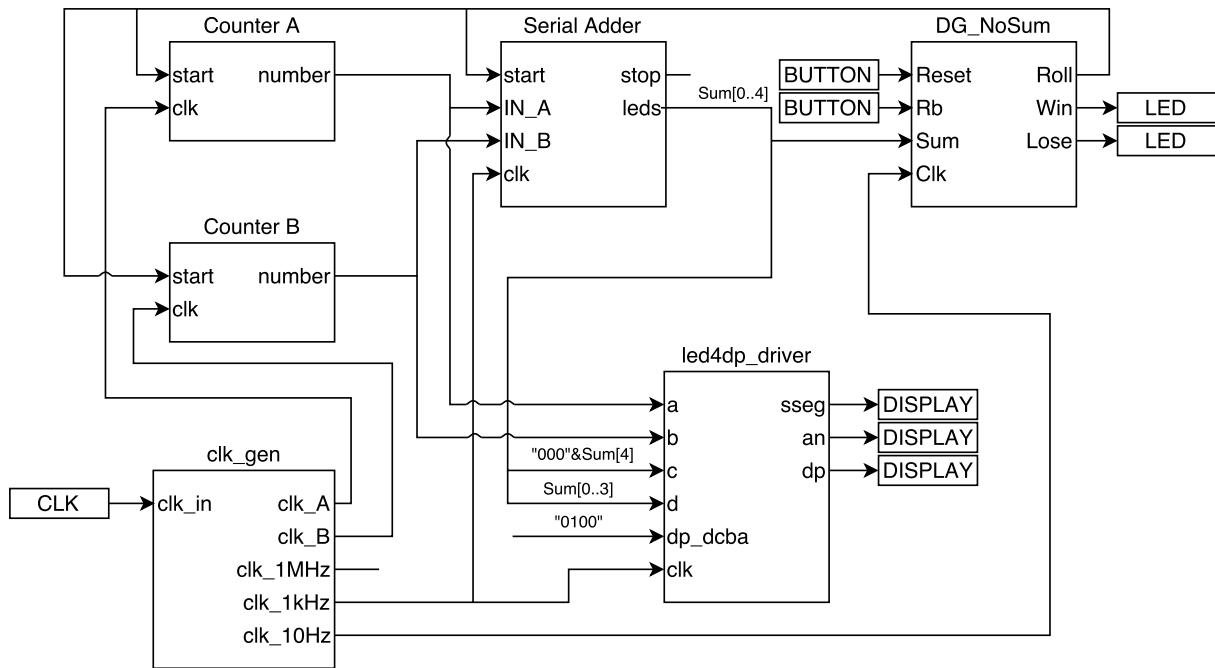 Counter A
start
number
clk
Serial Adder
start
stop
IN_A
leds
IN_B
clk
Sum[0..4]
DG_NoSum
BUTTON
Reset
Roll
BUTTON
Rb
Win
LED
Sum
Lose
LED
Clk
Counter B
start
number
clk
led4dp_driver
a
sseg
DISPLAY
b
an
DISPLAY
"000"&Sum[4]
c
dp
DISPLAY
Sum[0..3]
d
"0100"
dp_dcba
clk
clk_gen
CLK
clk_in
clk_A
clk_B
clk_1MHz
clk_1kHz
clk_10Hz